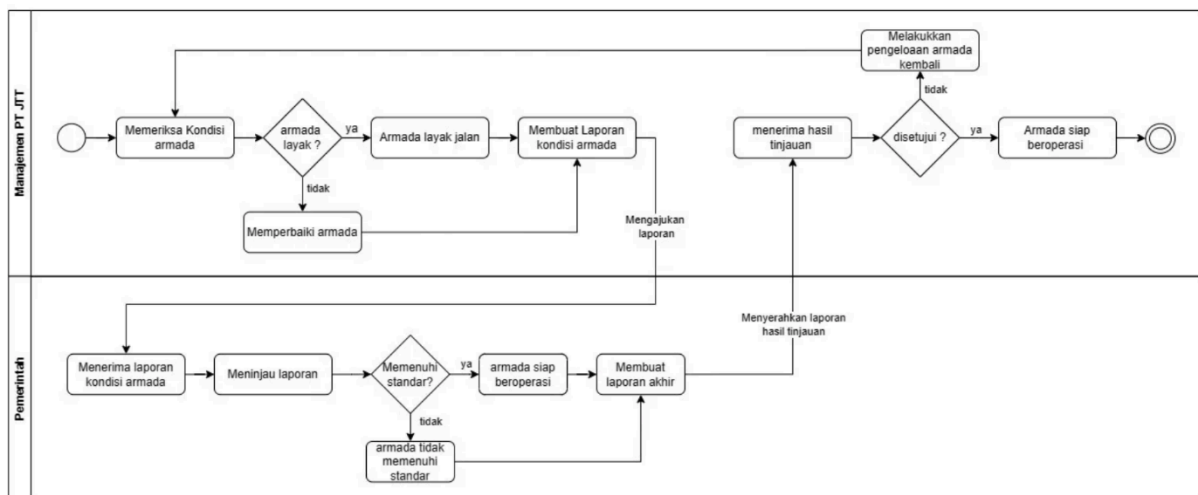 Manajemen PT JTT
Melakukkan
pengeloaan armada
kembali
tidak
Memeriksa Kondisi
armada
armada
layak ?
ya
Armada layak jalan
Membuat Laporan
kondisi armada
menerima hasil
tinjauan
disetujui ?
ya
Armada siap
beroperasi
tidak
Memperbaiki armada
Mengajukan
laporan
Pemerintah
Menyerahkan laporan
hasil tinjauan
Menerima laporan
kondisi armada
Meninjau laporan
Memenuhi
standar?
ya
armada siap
beroperasi
Membuat
laporan akhir
tidak
armada tidak
memenuhi
standar